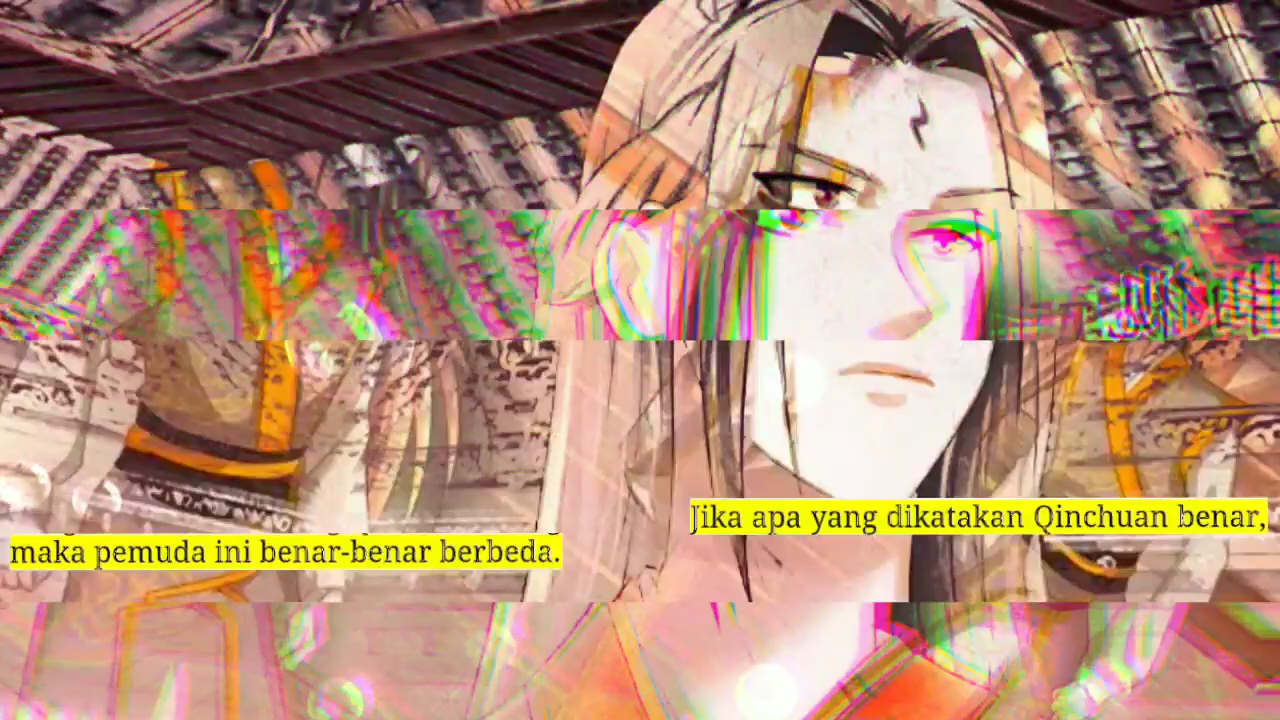 Jika apa yang dikatakan Qinchuan benar,
maka pemuda ini benar-benar berbeda.